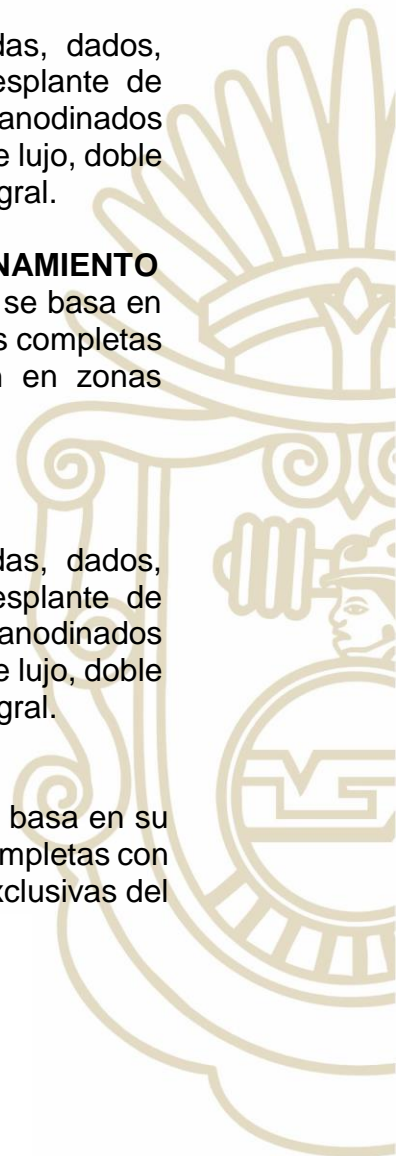 das, dados,
esplante de
anodinados
e lujo, doble
gral.
NAMIENTO
se basa en
s completas
en zonas
das, dados,
esplante de
anodinados
e lujo, doble
gral.
basa en su
mpletas con
xclusivas del